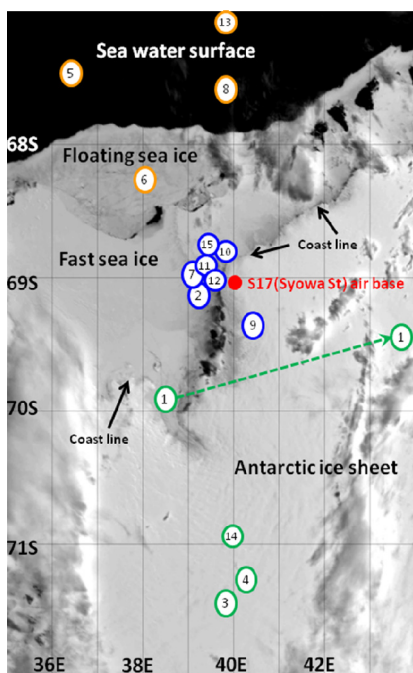 13
Sea water surface
5
8
68S
Floating sea ice
6
15
10
Coast line
Fast sea ice
11
7
12
69S
S17(Syowa St) air base
2
9
1
1
Coast line
70S
Antarctic ice sheet
14
71S
4
3
36E 38E 40E 42E